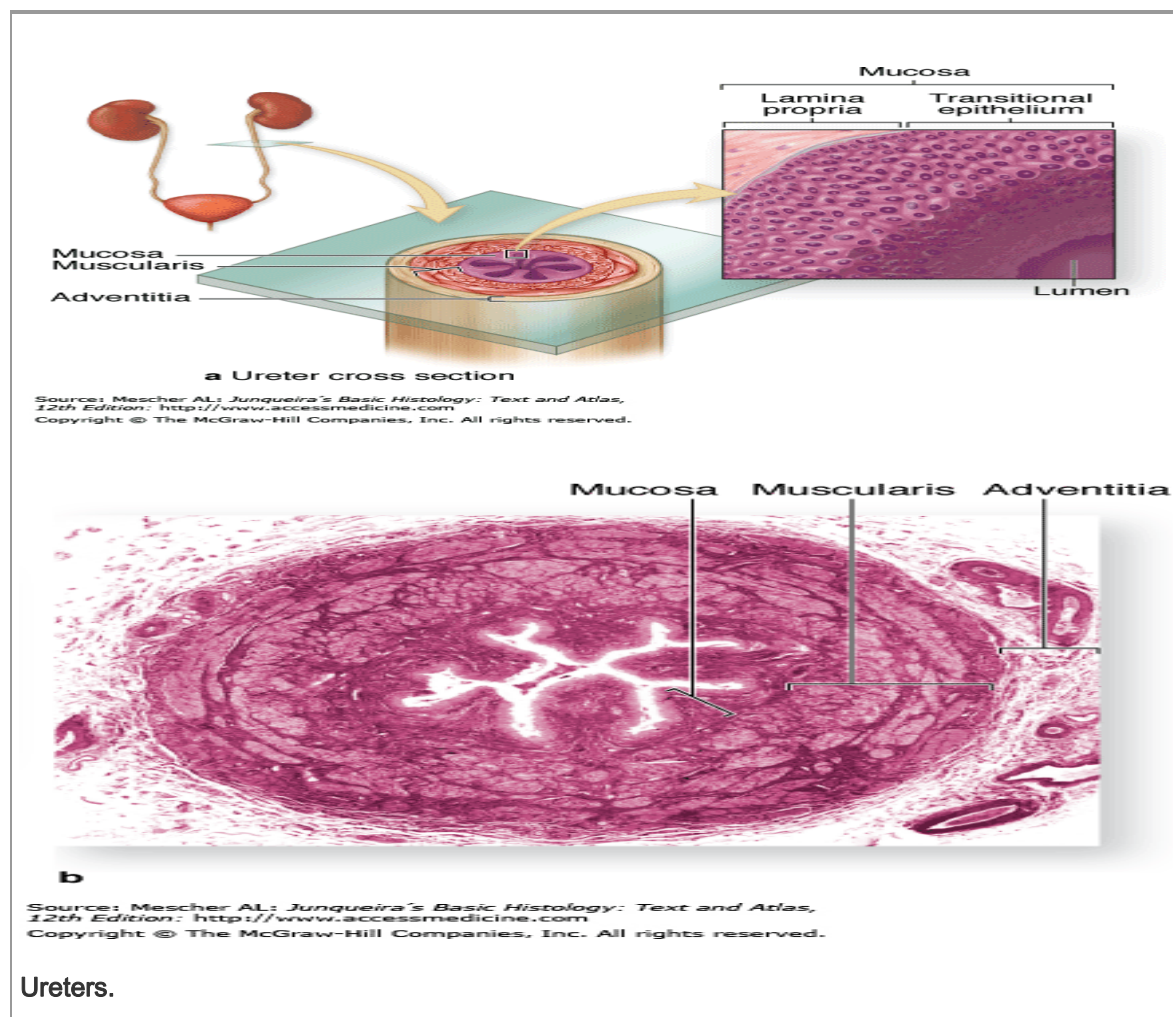 Mucosa
Lamina propria
Transitional epithelium
Mucosa
Muscularis
Adventitia
Lumen
a Ureter cross section
Source: Mescher AL: Junqueira's Basic Histology: Text and Atlas,
12th Edition: http://www.accessmedicine.com
Copyright © The McGraw-Hill Companies, Inc. All rights reserved.
Mucosa Muscularis Adventitia
b
Source: Mescher AL: Junqueira's Basic Histology: Text and Atlas,
12th Edition: http://www.accessmedicine.com
Copyright © The McGraw-Hill Companies, Inc. All rights reserved.
Ureters.